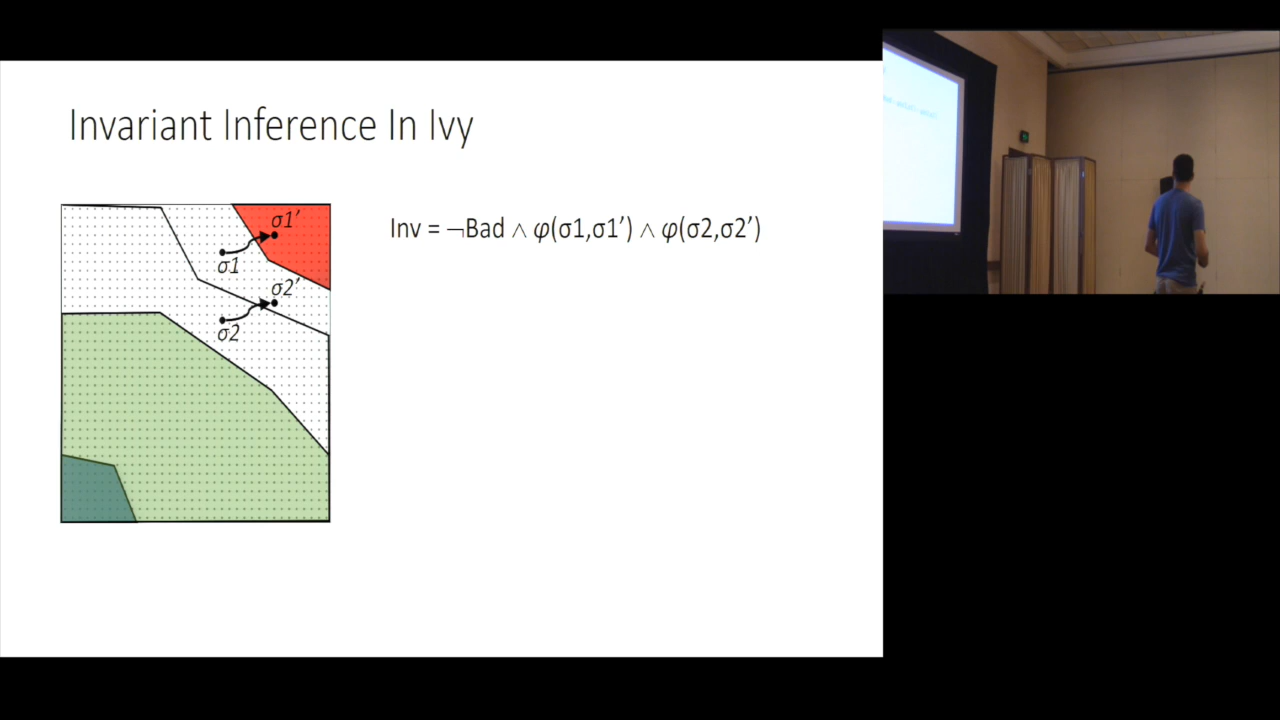 Invariant Inference In Ivy
σ1’
σ1
σ2’
σ2
Inv = ¬Bad ∧ φ(σ1,σ1’) ∧ φ(σ2,σ2’)